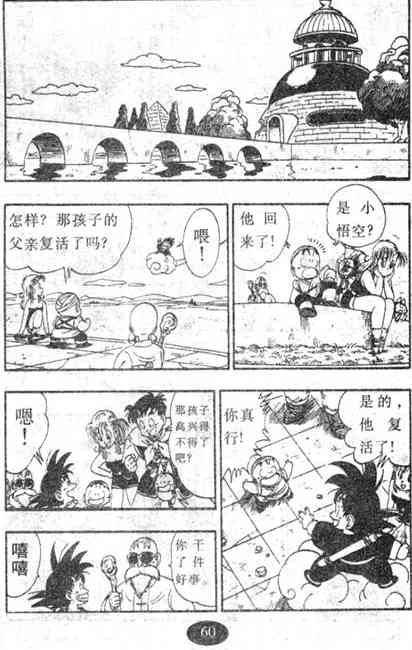 是小
悟空?
他回
来了!
喂!
怎样?那孩子的
父亲复活了吗?
是的,
他复
活了!
你真
行!
那孩子
高兴得
不得了
吧?
嗯!
你干
了件
好事
嘻
嘻
60